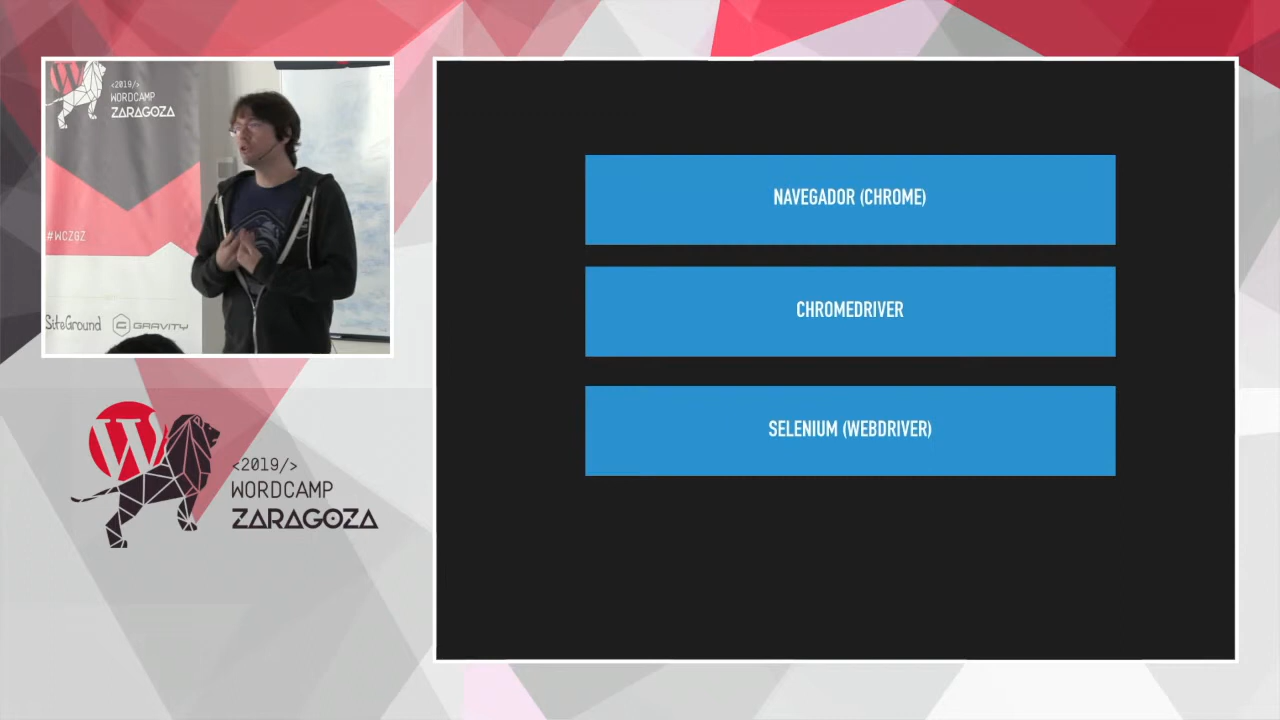 <2019/>
WORDCAMP
ZARAGOZA
#WCZGZ
SiteGround
GRAVITY
NAVEGADOR (CHROME)
CHROMEDRIVER
SELENIUM (WEBDRIVER)
<2019/>
WORDCAMP
ZARAGOZA